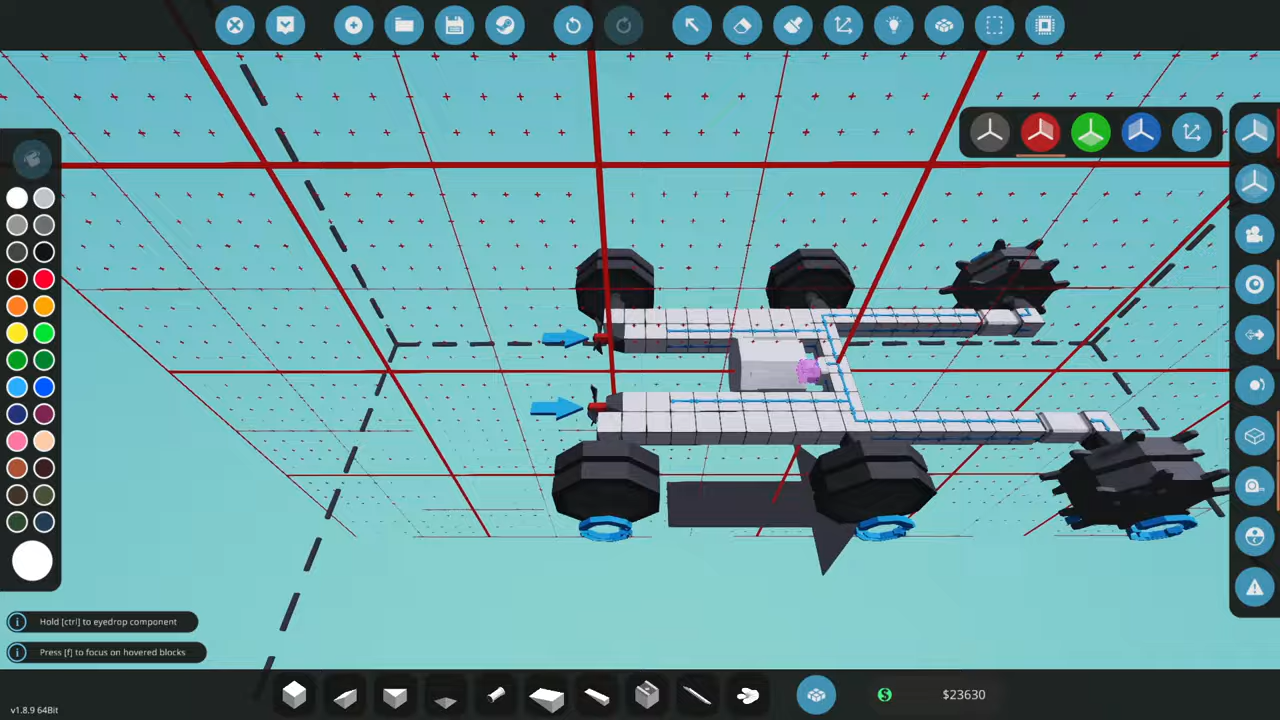 Hold [ctrl] to eyedrop component
Press [f] to focus on hovered blocks
v1.8.9 64Bit
$ $23630